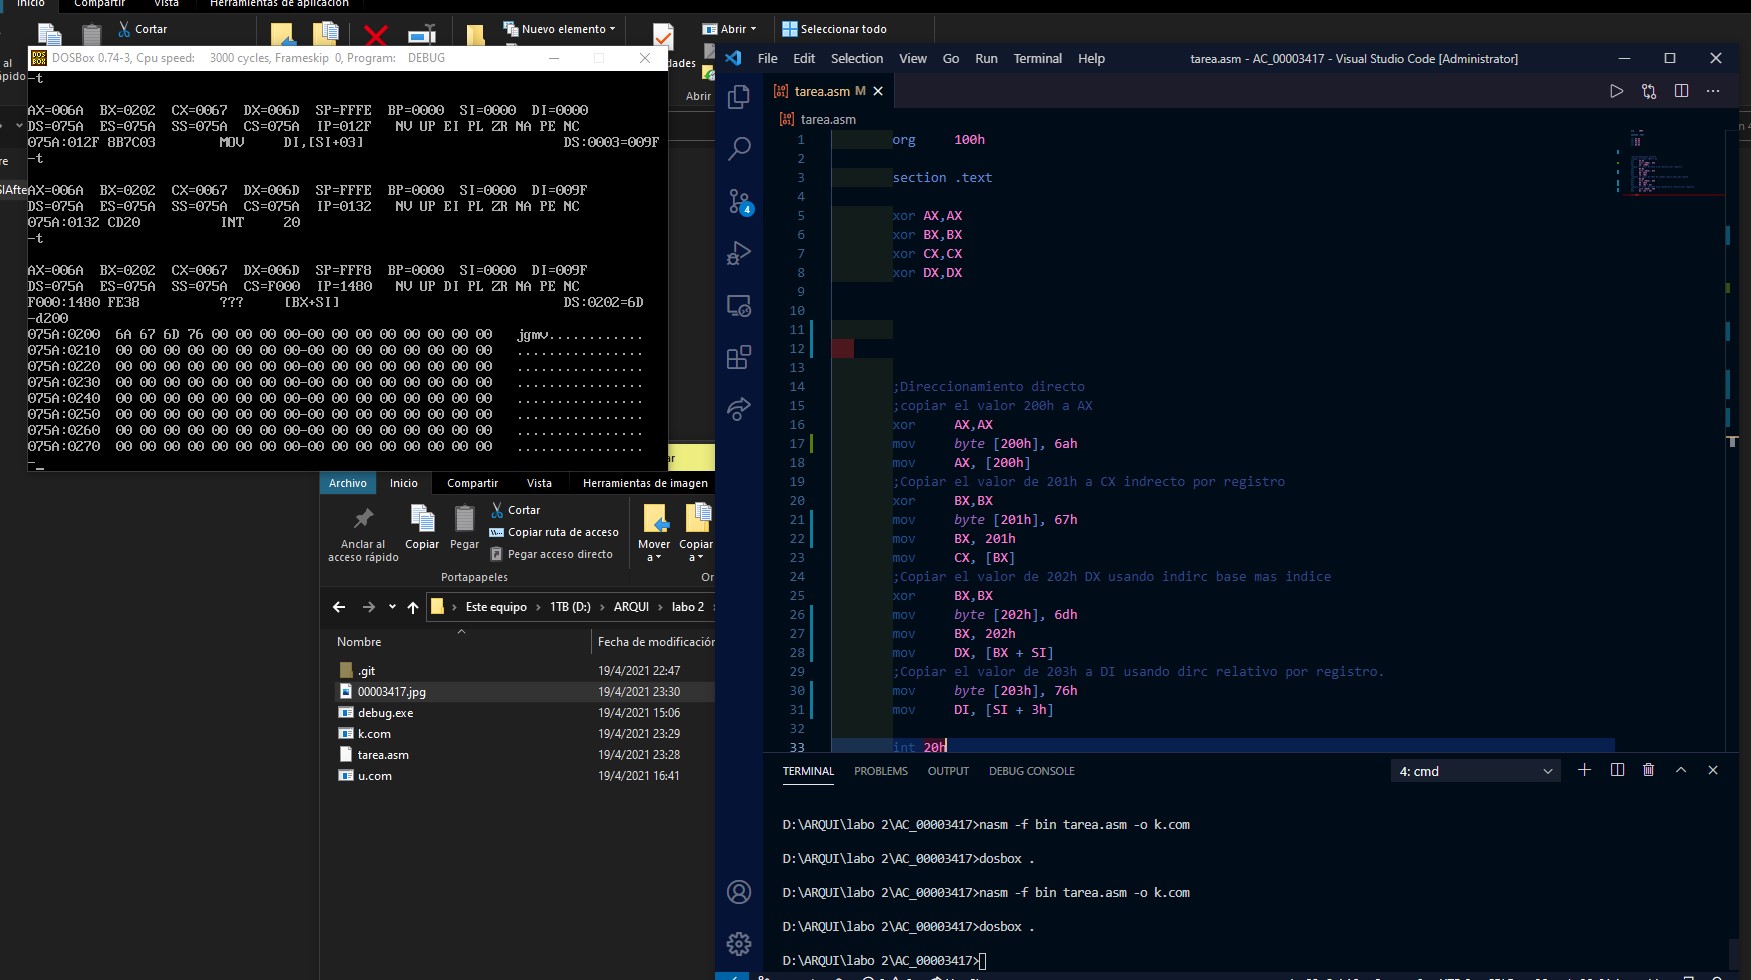 Inicio Compartir Vista Herramientas de aplicación
Cortar
Nuevo elemento
Abrir
Seleccionar todo
Abrir
DOSBox 0.74-3, Cpu speed: 3000 cycles, Frameskip 0, Program: DEBUG
-t
AX=006A BX=0202 CX=0067 DX=006D SP=FFFE BP=0000 SI=0000 DI=0000
DS=075A ES=075A SS=075A CS=075A IP=012F NV UP EI PL ZR NA PE NC
075A:012F 8B7C03 MOV DI,[SI+03] DS:0003=009F
-t
AX=006A BX=0202 CX=0067 DX=006D SP=FFFE BP=0000 SI=0000 DI=009F
DS=075A ES=075A SS=075A CS=075A IP=0132 NV UP EI PL ZR NA PE NC
075A:0132 CD20 INT 20
-t
AX=006A BX=0202 CX=0067 DX=006D SP=FFF8 BP=0000 SI=0000 DI=009F
DS=075A ES=075A SS=075A CS=F000 IP=1480 NV UP DI PL ZR NA PE NC
F000:1480 FE38 ??? [BX+SI] DS:0202=6D
-d200
075A:0200 6A 67 6D 76 00 00 00 00-00 00 00 00 00 00 00 00 jgmv............
075A:0210 00 00 00 00 00 00 00 00-00 00 00 00 00 00 00 00 ................
075A:0220 00 00 00 00 00 00 00 00-00 00 00 00 00 00 00 00 ................
075A:0230 00 00 00 00 00 00 00 00-00 00 00 00 00 00 00 00 ................
075A:0240 00 00 00 00 00 00 00 00-00 00 00 00 00 00 00 00 ................
075A:0250 00 00 00 00 00 00 00 00-00 00 00 00 00 00 00 00 ................
075A:0260 00 00 00 00 00 00 00 00-00 00 00 00 00 00 00 00 ................
075A:0270 00 00 00 00 00 00 00 00-00 00 00 00 00 00 00 00 ................
-_
Archivo Inicio Compartir Vista Herramientas de imagen
Anclar al acceso rápido
Copiar
Pegar
Cortar
Copiar ruta de acceso
Pegar acceso directo
Mover a
Copiar a
Portapapeles
Or
Este equipo › 1TB (D:) › ARQUI › labo 2 ›
Nombre Fecha de modificación
.git 19/4/2021 22:47
00003417.jpg 19/4/2021 23:30
debug.exe 19/4/2021 15:06
k.com 19/4/2021 23:29
tarea.asm 19/4/2021 23:28
u.com 19/4/2021 16:41
File Edit Selection View Go Run Terminal Help
tarea.asm - AC_00003417 - Visual Studio Code [Administrator]
tarea.asm M
tarea.asm
4
1 org 100h
2
3 section .text
4
5 xor AX,AX
6 xor BX,BX
7 xor CX,CX
8 xor DX,DX
9
10
11
12
13
14 ;Direccionamiento directo
15 ;copiar el valor 200h a AX
16 xor AX,AX
17 mov byte [200h], 6ah
18 mov AX, [200h]
19 ;Copiar el valor de 201h a CX indrecto por registro
20 xor BX,BX
21 mov byte [201h], 67h
22 mov BX, 201h
23 mov CX, [BX]
24 ;Copiar el valor de 202h DX usando indirc base mas indice
25 xor BX,BX
26 mov byte [202h], 6dh
27 mov BX, 202h
28 mov DX, [BX + SI]
29 ;Copiar el valor de 203h a DI usando dirc relativo por registro.
30 mov byte [203h], 76h
31 mov DI, [SI + 3h]
32
33 int 20h
TERMINAL PROBLEMS OUTPUT DEBUG CONSOLE
4: cmd
D:\ARQUI\labo 2\AC_00003417>nasm -f bin tarea.asm -o k.com
D:\ARQUI\labo 2\AC_00003417>dosbox .
D:\ARQUI\labo 2\AC_00003417>nasm -f bin tarea.asm -o k.com
D:\ARQUI\labo 2\AC_00003417>dosbox .
D:\ARQUI\labo 2\AC_00003417>